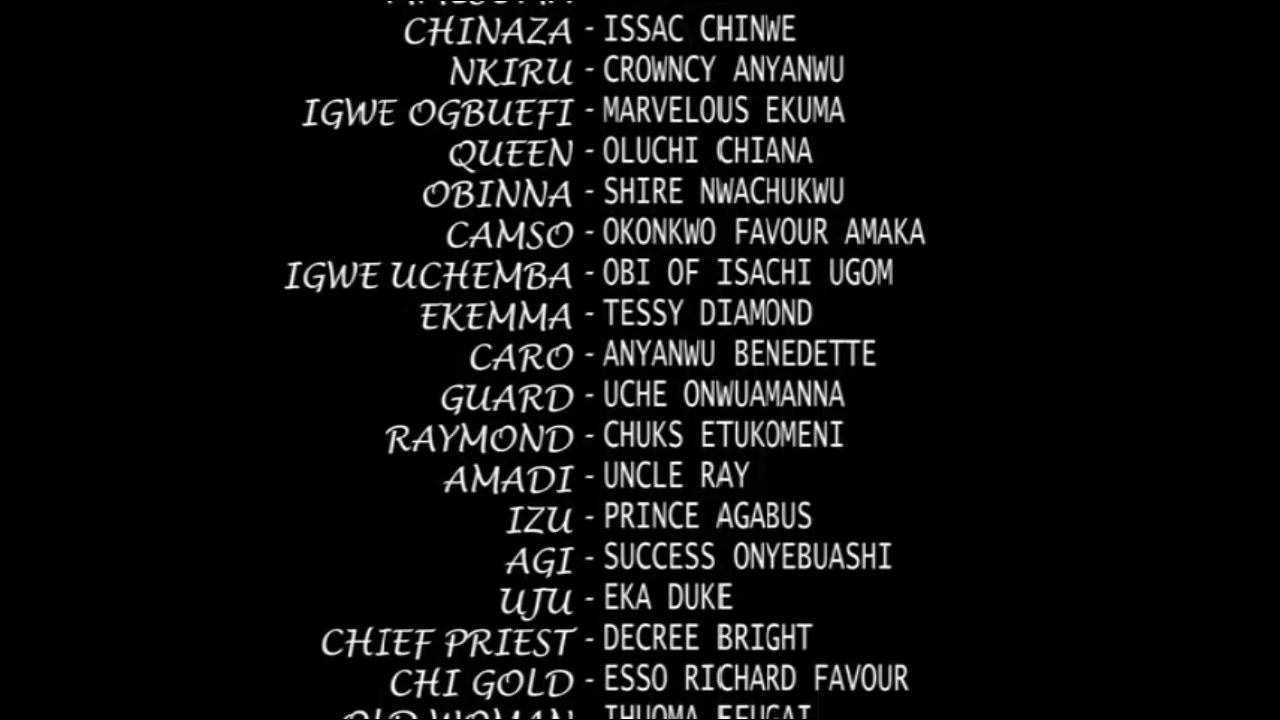 CHINAZA - ISSAC CHINWE
NKIRU - CROWNCY ANYANWU
IGWE OGBUEFI - MARVELOUS EKUMA
QUEEN - OLUCHI CHIANA
OBINNA - SHIRE NWACHUKWU
CAMSO - OKONKWO FAVOUR AMAKA
IGWE UCHEMBA - OBI OF ISACHI UGOM
EKEMMA - TESSY DIAMOND
CARO - ANYANWU BENEDETTE
GUARD - UCHE ONWUAMANNA
RAYMOND - CHUKS ETUKOMENI
AMADI - UNCLE RAY
IZU - PRINCE AGABUS
AGI - SUCCESS ONYEBUASHI
UJU - EKA DUKE
CHIEF PRIEST - DECREE BRIGHT
CHI GOLD - ESSO RICHARD FAVOUR
OLD WOMAN IHUOMA